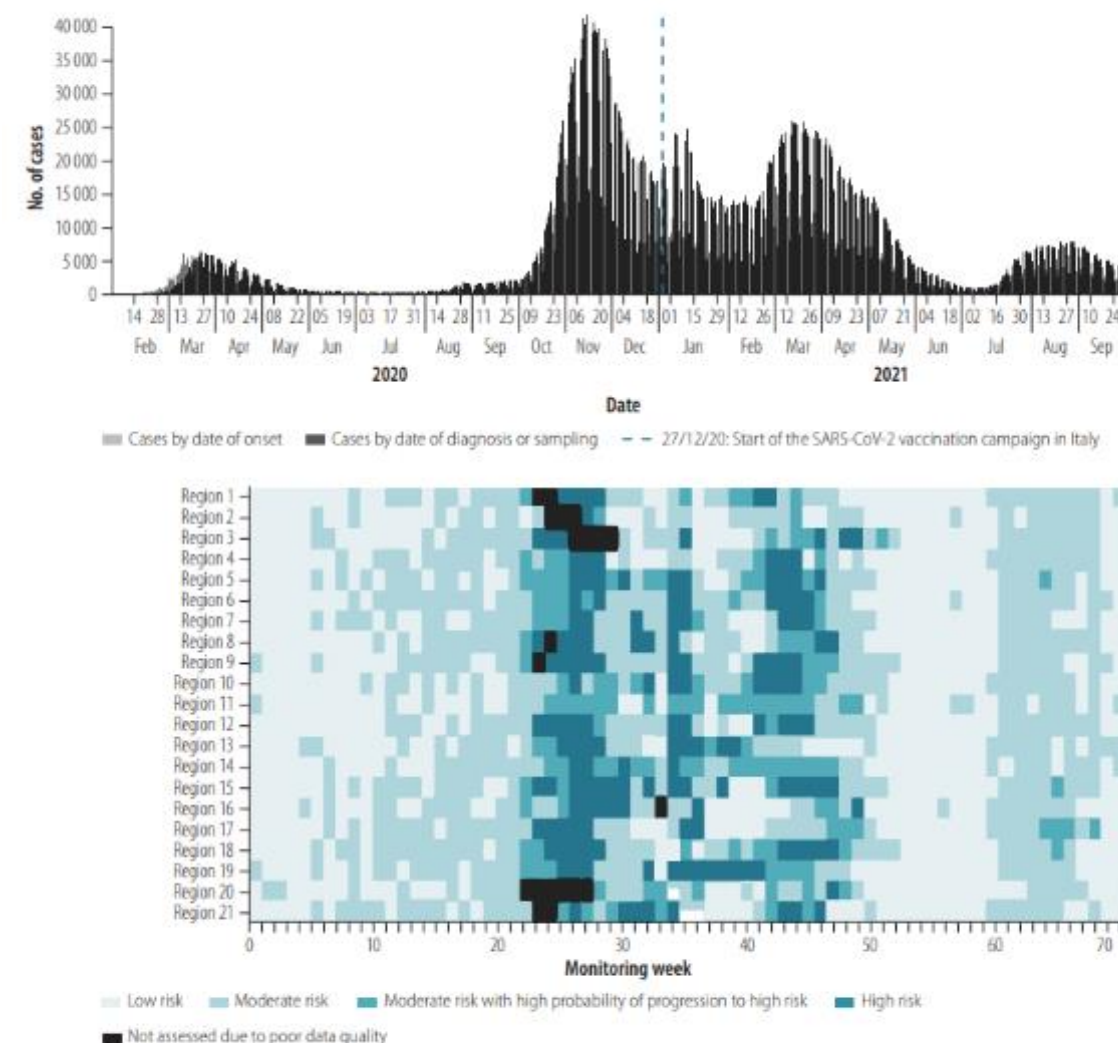 40 000
35 000
30 000
25 000
20 000
15 000
10 000
5 000
0
No. of cases
14 28 13 27 10 24 08 22 05 19 03 17 31 14 28 11 25 09 23 06 20 04 18 01 15 29 12 26 12 26 09 23 07 21 04 18 02 16 30 13 27 10 24
Feb Mar Apr May Jun Jul Aug Sep Oct Nov Dec Jan Feb Mar Apr May Jun Jul Aug Sep
2020 2021
Date
Cases by date of onset Cases by date of diagnosis or sampling 27/12/20: Start of the SARS-CoV-2 vaccination campaign in Italy
Region 1
Region 2
Region 3
Region 4
Region 5
Region 6
Region 7
Region 8
Region 9
Region 10
Region 11
Region 12
Region 13
Region 14
Region 15
Region 16
Region 17
Region 18
Region 19
Region 20
Region 21
0 10 20 30 40 50 60 70
Monitoring week
Low risk Moderate risk Moderate risk with high probability of progression to high risk High risk
Not assessed due to poor data quality